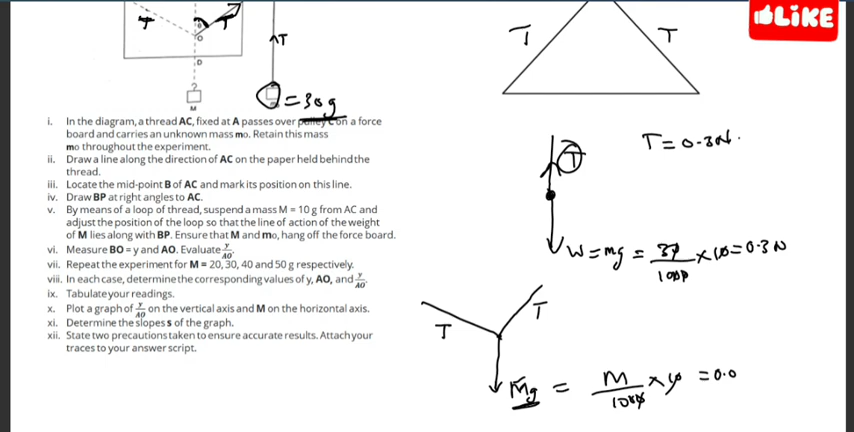 LiKE
T
T
T
T
↑T
O
D
M
= 30g
T = 0.3N.
T
W = mg = 30/1000 × 10 = 0.3N
T
T
Mg = M/1000 × 10 = 0.0
i. In the diagram, a thread AC, fixed at A passes over pulley C on a force
board and carries an unknown mass mo. Retain this mass
mo throughout the experiment.
ii. Draw a line along the direction of AC on the paper held behind the
thread.
iii. Locate the mid-point B of AC and mark its position on this line.
iv. Draw BP at right angles to AC.
v. By means of a loop of thread, suspend a mass M = 10 g from AC and
adjust the position of the loop so that the line of action of the weight
of M lies along with BP. Ensure that M and mo, hang off the force board.
vi. Measure BO = y and AO. Evaluate y/AO.
vii. Repeat the experiment for M = 20, 30, 40 and 50 g respectively.
viii. In each case, determine the corresponding values of y, AO, and y/AO.
ix. Tabulate your readings.
x. Plot a graph of y/AO on the vertical axis and M on the horizontal axis.
xi. Determine the slopes s of the graph.
xii. State two precautions taken to ensure accurate results. Attach your
traces to your answer script.